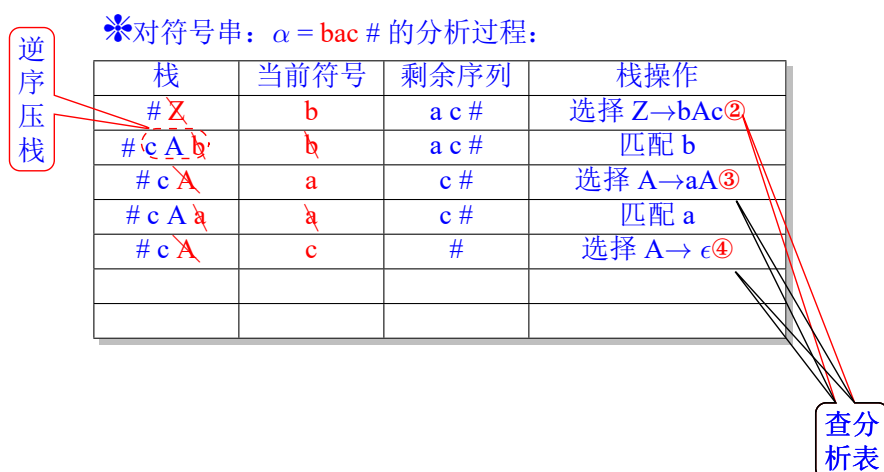 ❋对符号串：α = bac # 的分析过程：
逆序压栈
栈 当前符号 剩余序列 栈操作
# Z b a c # 选择 Z→bAc②
# c A b b a c # 匹配 b
# c A a c # 选择 A→aA③
# c A a a c # 匹配 a
# c A c # 选择 A→ ϵ④
查分
析表